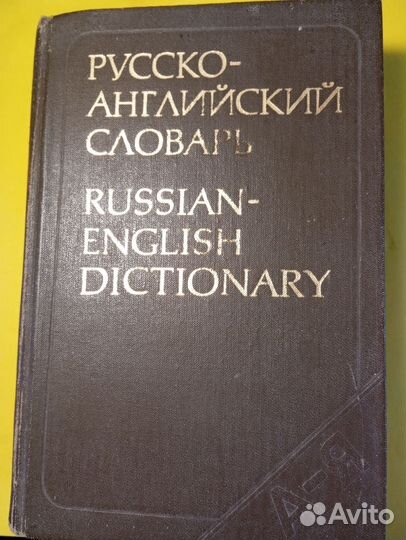 РУССКО-
АНГЛИЙСКИЙ
СЛОВАРЬ
RUSSIAN-
ENGLISH
DICTIONARY
А-Я
Avito